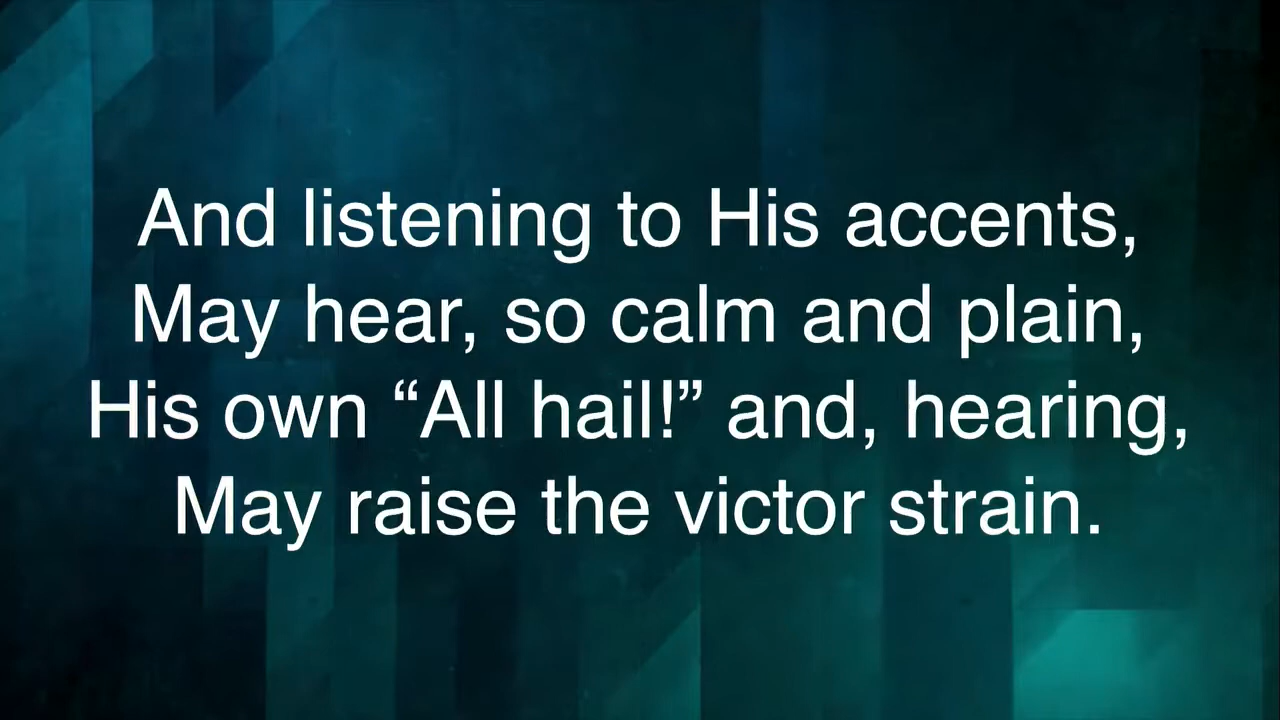 And listening to His accents,
May hear, so calm and plain,
His own “All hail!” and, hearing,
May raise the victor strain.